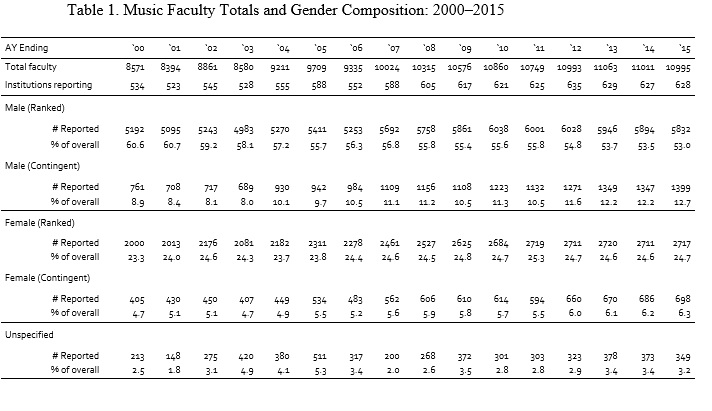 Table 1. Music Faculty Totals and Gender Composition: 2000–2015
AY Ending `00 `01 `02 `03 `04 `05 `06 `07 `08 `09 `10 `11 `12 `13 `14 `15
Total faculty 8571 8394 8861 8580 9211 9709 9335 10024 10315 10576 10860 10749 10993 11063 11011 10995
Institutions reporting 534 523 545 528 555 588 552 588 605 617 621 625 635 629 627 628
Male (Ranked)
# Reported 5192 5095 5243 4983 5270 5411 5253 5692 5758 5861 6038 6001 6028 5946 5894 5832
% of overall 60.6 60.7 59.2 58.1 57.2 55.7 56.3 56.8 55.8 55.4 55.6 55.8 54.8 53.7 53.5 53.0
Male (Contingent)
# Reported 761 708 717 689 930 942 984 1109 1156 1108 1223 1132 1271 1349 1347 1399
% of overall 8.9 8.4 8.1 8.0 10.1 9.7 10.5 11.1 11.2 10.5 11.3 10.5 11.6 12.2 12.2 12.7
Female (Ranked)
# Reported 2000 2013 2176 2081 2182 2311 2278 2461 2527 2625 2684 2719 2711 2720 2711 2717
% of overall 23.3 24.0 24.6 24.3 23.7 23.8 24.4 24.6 24.5 24.8 24.7 25.3 24.7 24.6 24.6 24.7
Female (Contingent)
# Reported 405 430 450 407 449 534 483 562 606 610 614 594 660 670 686 698
% of overall 4.7 5.1 5.1 4.7 4.9 5.5 5.2 5.6 5.9 5.8 5.7 5.5 6.0 6.1 6.2 6.3
Unspecified
# Reported 213 148 275 420 380 511 317 200 268 372 301 303 323 378 373 349
% of overall 2.5 1.8 3.1 4.9 4.1 5.3 3.4 2.0 2.6 3.5 2.8 2.8 2.9 3.4 3.4 3.2